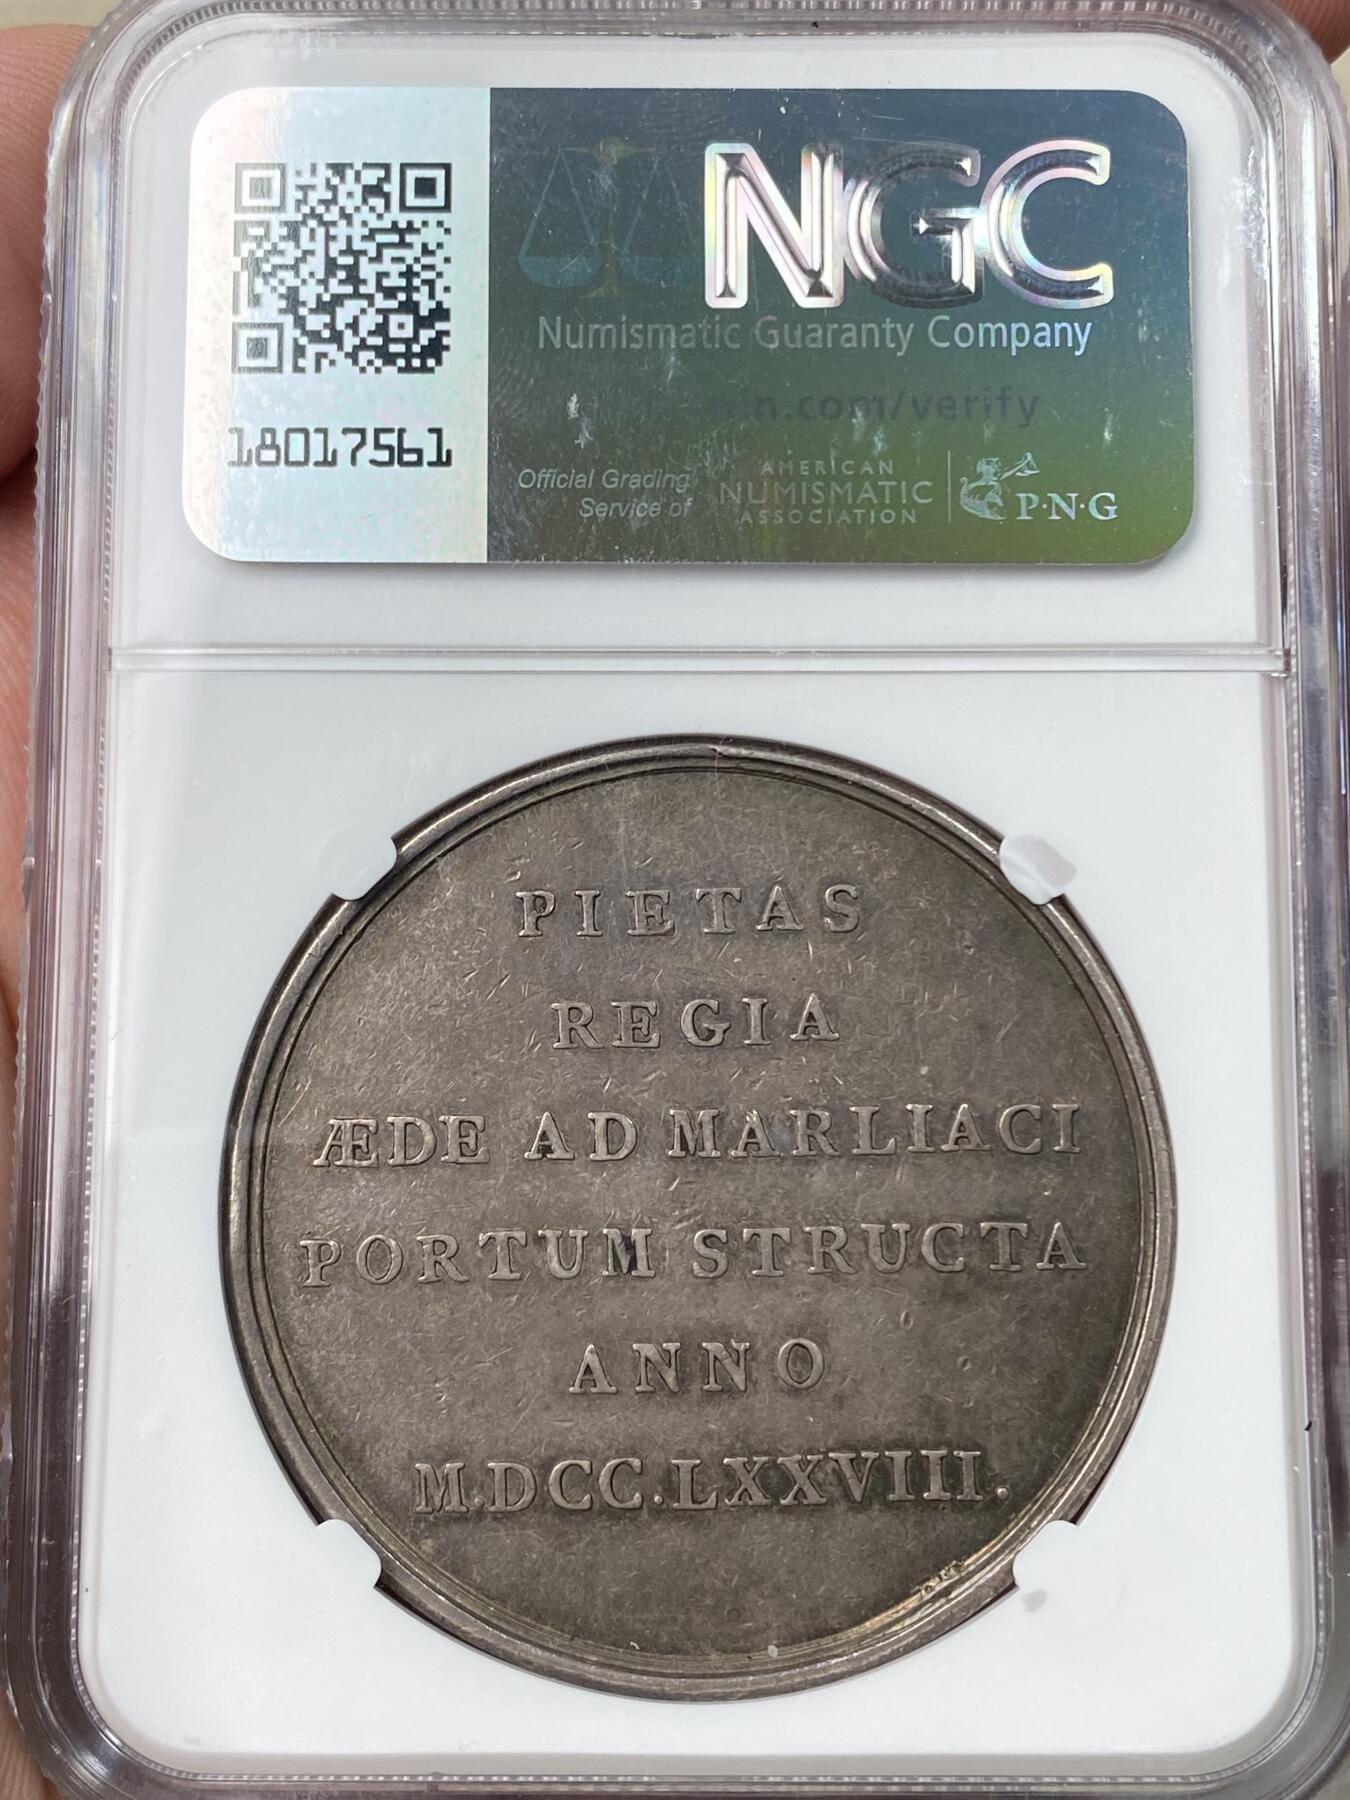 NGC
Numismatic Guaranty Company
.com/verify
18017561
Official Grading
Service of
AMERICAN
NUMISMATIC
ASSOCIATION
P·N·G
PIETAS
REGIA
ÆDE AD MARLIACI
PORTUM STRUCTA
ANNO
M.DCC.LXXVIII.